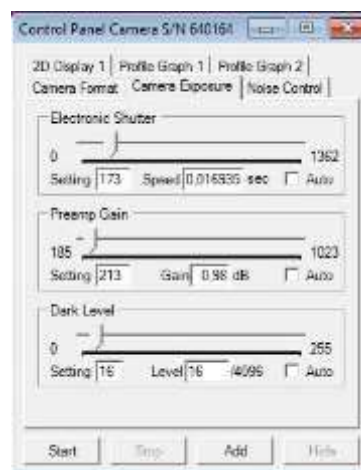 Control Panel Camera S/N 640164
2D Display 1 Profile Graph 1 Profile Graph 2
Camera Format Camera Exposure Noise Control
Electronic Shutter
0 1362
Setting 173 Speed 0,016935 sec Auto
Preamp Gain
185 1023
Setting 213 Gain 0,98 dB Auto
Dark Level
0 255
Setting 16 Level 16 /4096 Auto
Start Stop Add Hide